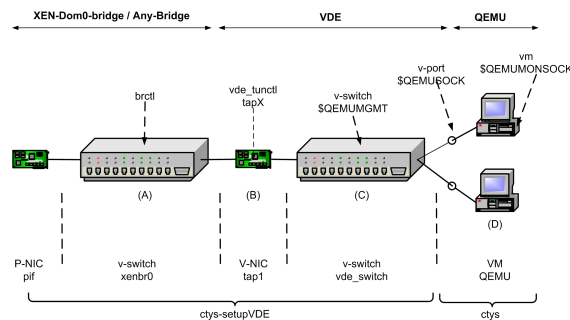 XEN-Dom0-bridge / Any-Bridge
VDE
QEMU
brctl
vde_tunctl
tapX
v-switch
$QEMUMGMT
v-port
$QEMUSOCK
vm
$QEMUMONSOCK
(A)
(B)
(C)
(D)
P-NIC
pif
v-switch
xenbr0
V-NIC
tap1
v-switch
vde_switch
VM
QEMU
ctys-setupVDE
ctys